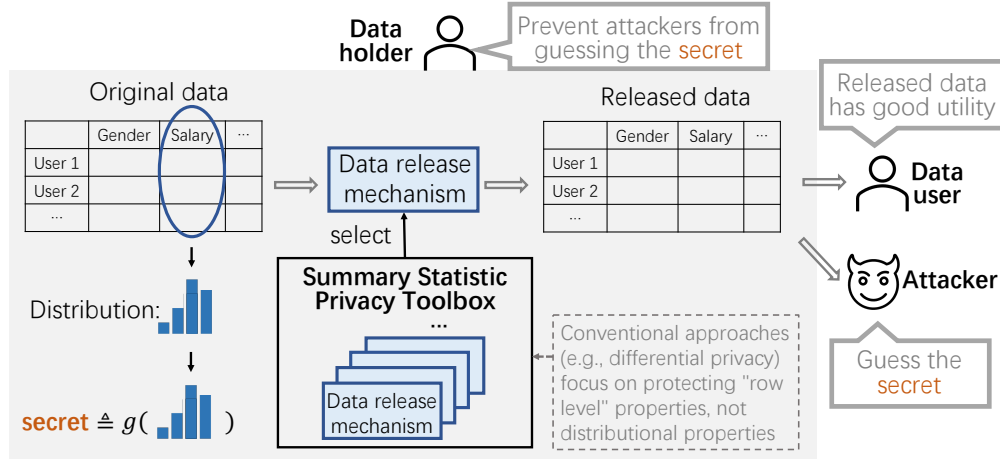 Data
holder
Prevent attackers from
guessing the secret
Original data
Gender Salary ...
User 1
User 2
...
Released data
Gender Salary ...
User 1
User 2
...
Data release
mechanism
select
Summary Statistic
Privacy Toolbox
...
Data release
mechanism
Conventional approaches
(e.g., differential privacy)
focus on protecting "row
level" properties, not
distributional properties
Distribution:
secret ≜ g( )
Released data
has good utility
Data
user
Attacker
Guess the
secret